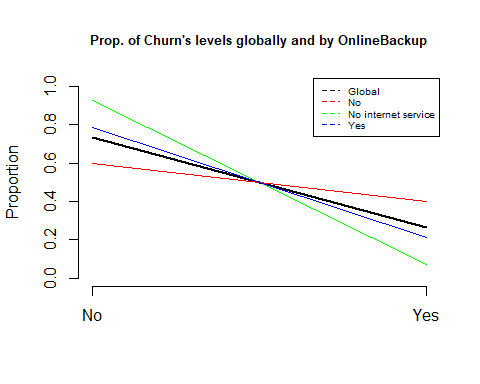 Prop. of Churn's levels globally and by OnlineBackup
Global
No
No internet service
Yes
Proportion
1.0
0.8
0.6
0.4
0.2
0.0
No Yes